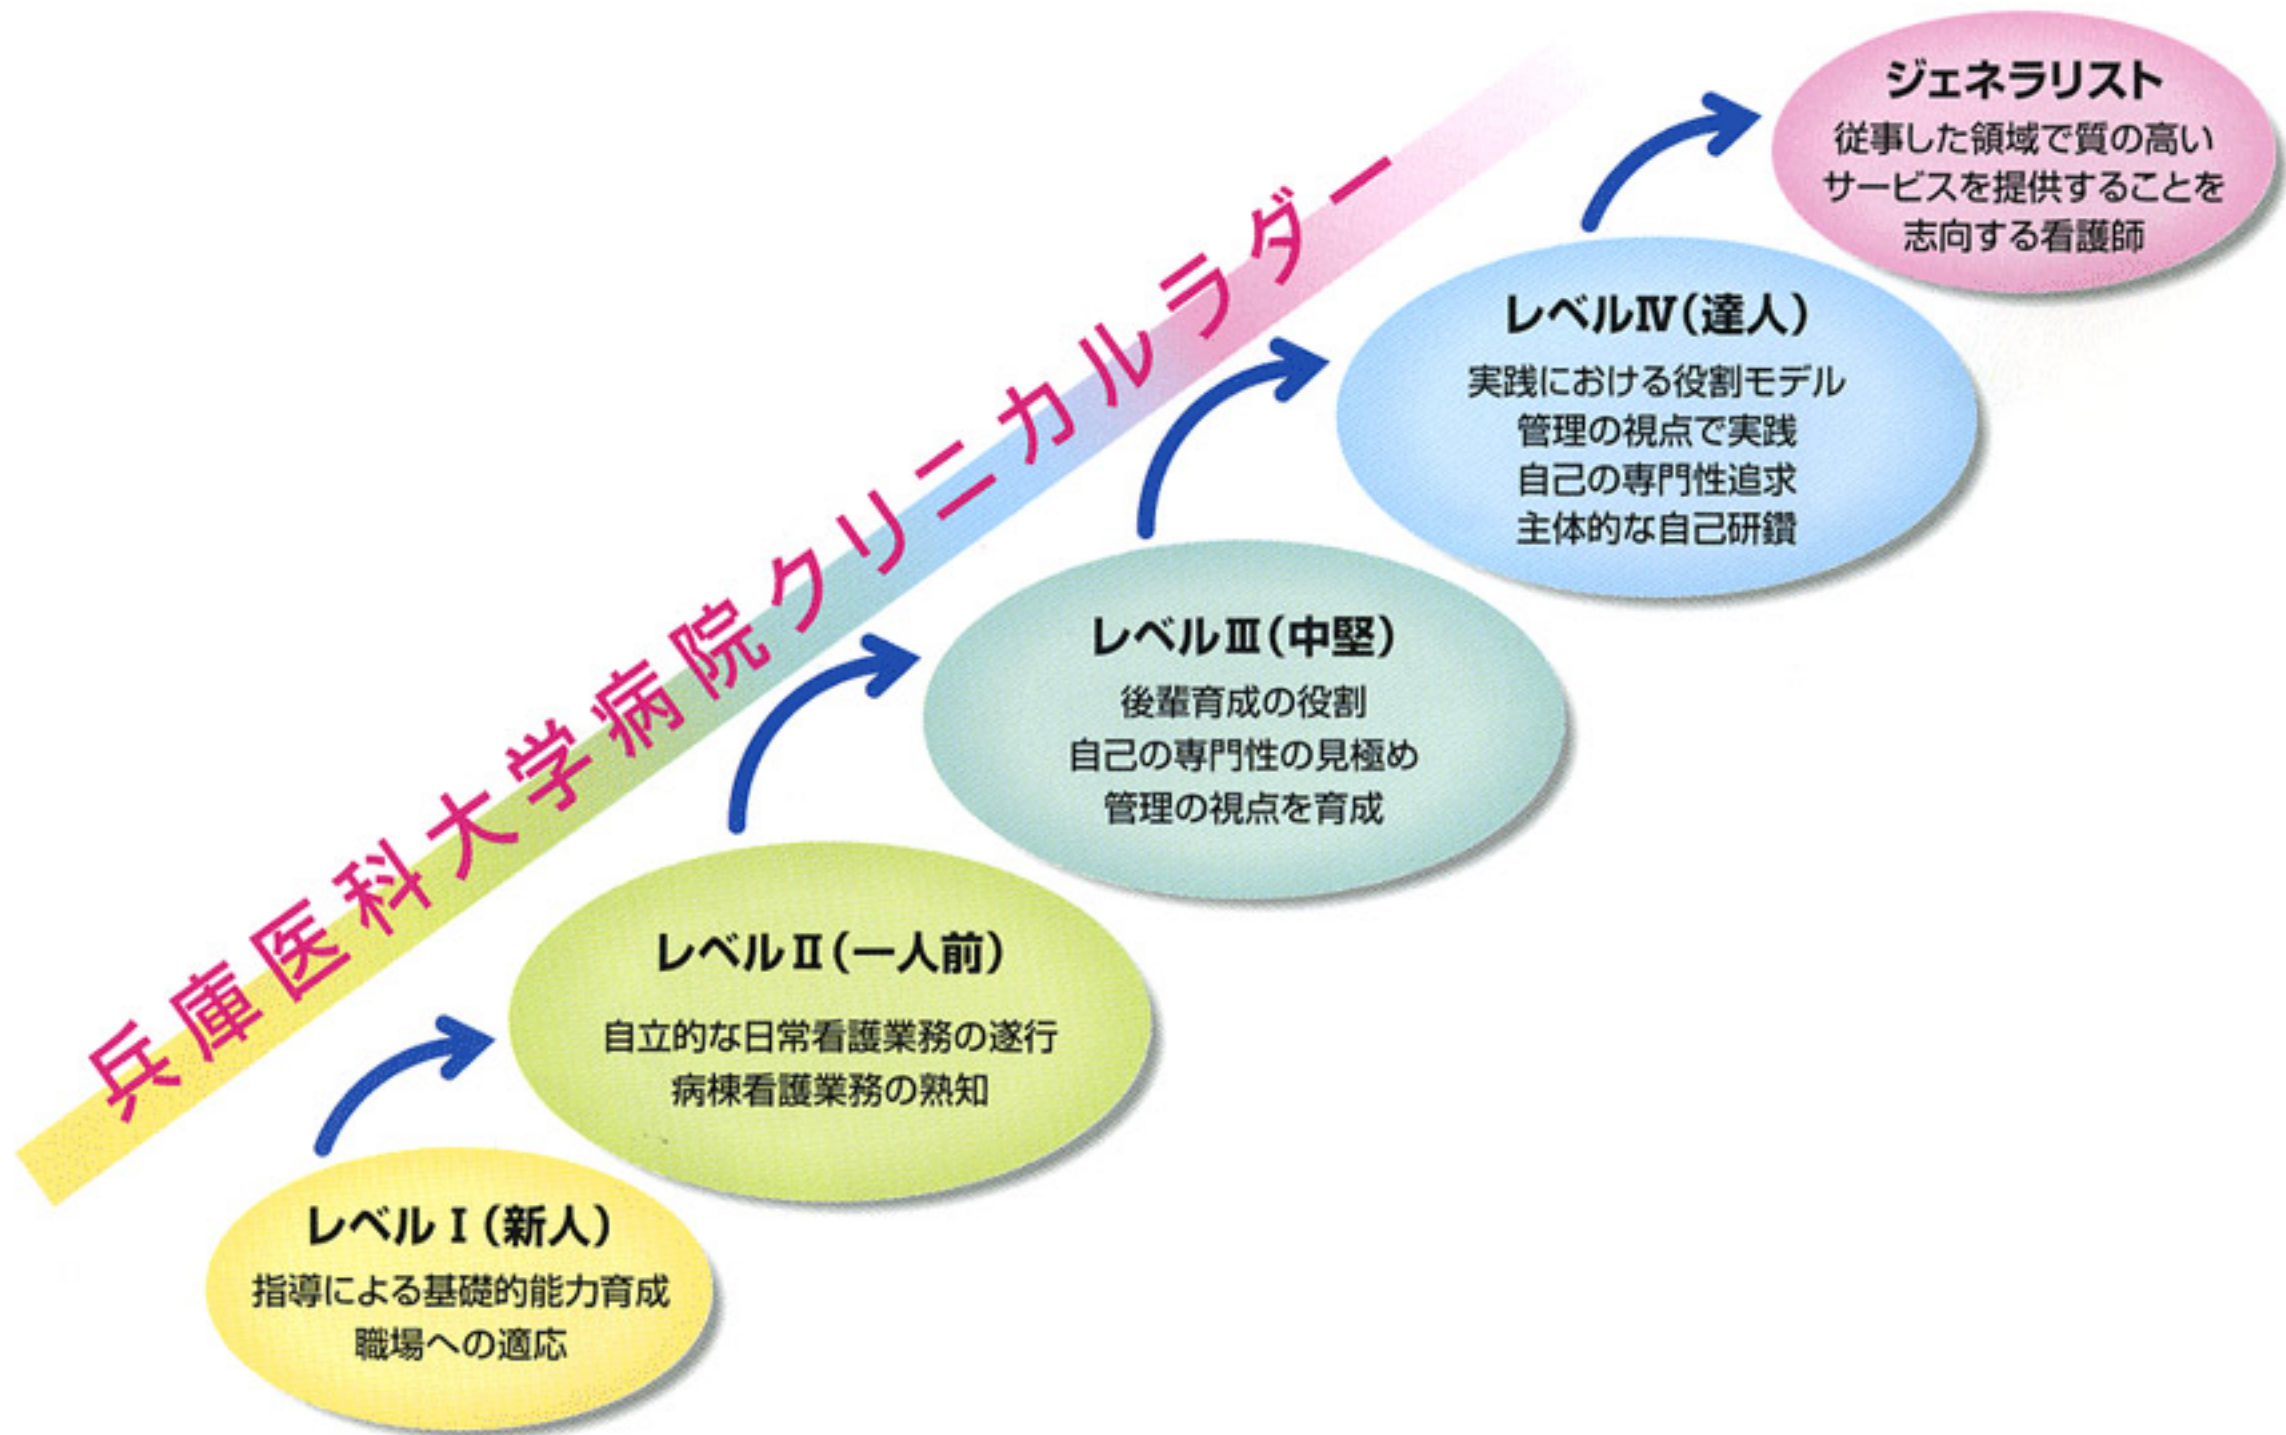 兵庫医科大学病院クリニカルラダー
ジェネラリスト
従事した領域で質の高い
サービスを提供することを
志向する看護師
レベルⅣ(達人)
実践における役割モデル
管理の視点で実践
自己の専門性追求
主体的な自己研鑽
レベルⅢ(中堅)
後輩育成の役割
自己の専門性の見極め
管理の視点を育成
レベルⅡ(一人前)
自立的な日常看護業務の遂行
病棟看護業務の熟知
レベルⅠ(新人)
指導による基礎的能力育成
職場への適応